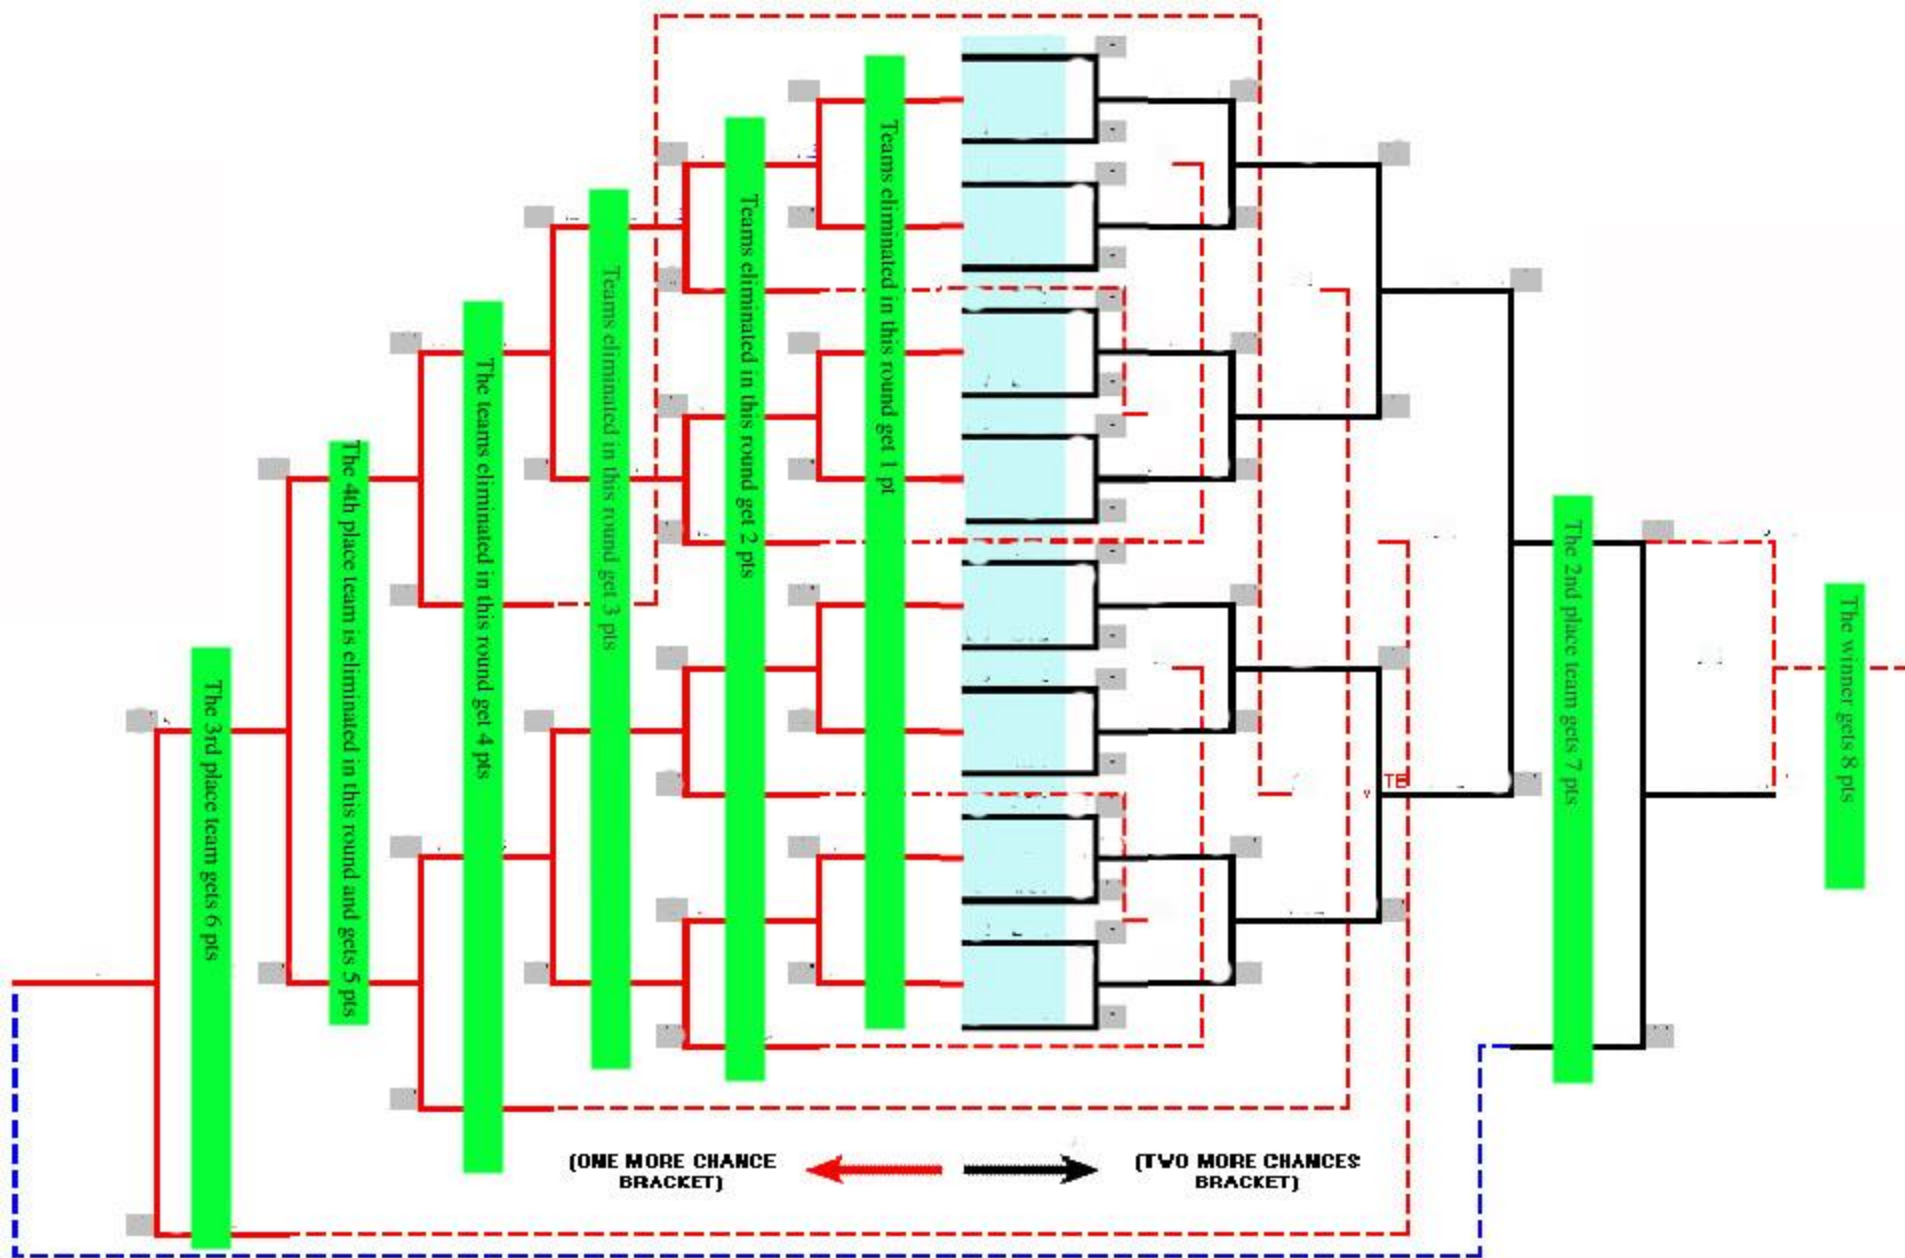 The 3rd place team gets 6 pts
The 4th place team is eliminated in this round and gets 5 pts
The teams eliminated in this round get 4 pts
Teams eliminated in this round get 3 pts
Teams eliminated in this round get 2 pts
Teams eliminated in this round get 1 pt
The 2nd place team gets 7 pts
The winner gets 8 pts
TB
(ONE MORE CHANCE
BRACKET)
(TWO MORE CHANCES
BRACKET)